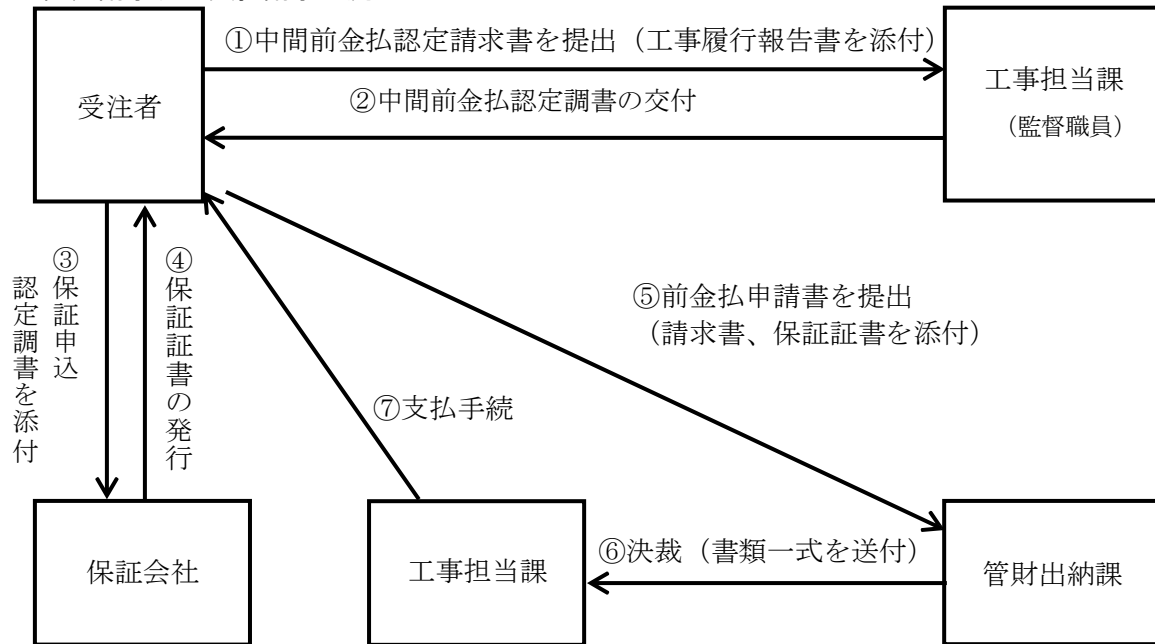 受注者
①中間前金払認定請求書を提出（工事履行報告書を添付）
②中間前金払認定調書の交付
工事担当課
（監督職員）
③保証申込
認定調書を添付
④保証証書の発行
⑤前金払申請書を提出
（請求書、保証証書を添付）
⑦支払手続
⑥決裁（書類一式を送付）
保証会社
工事担当課
管財出納課